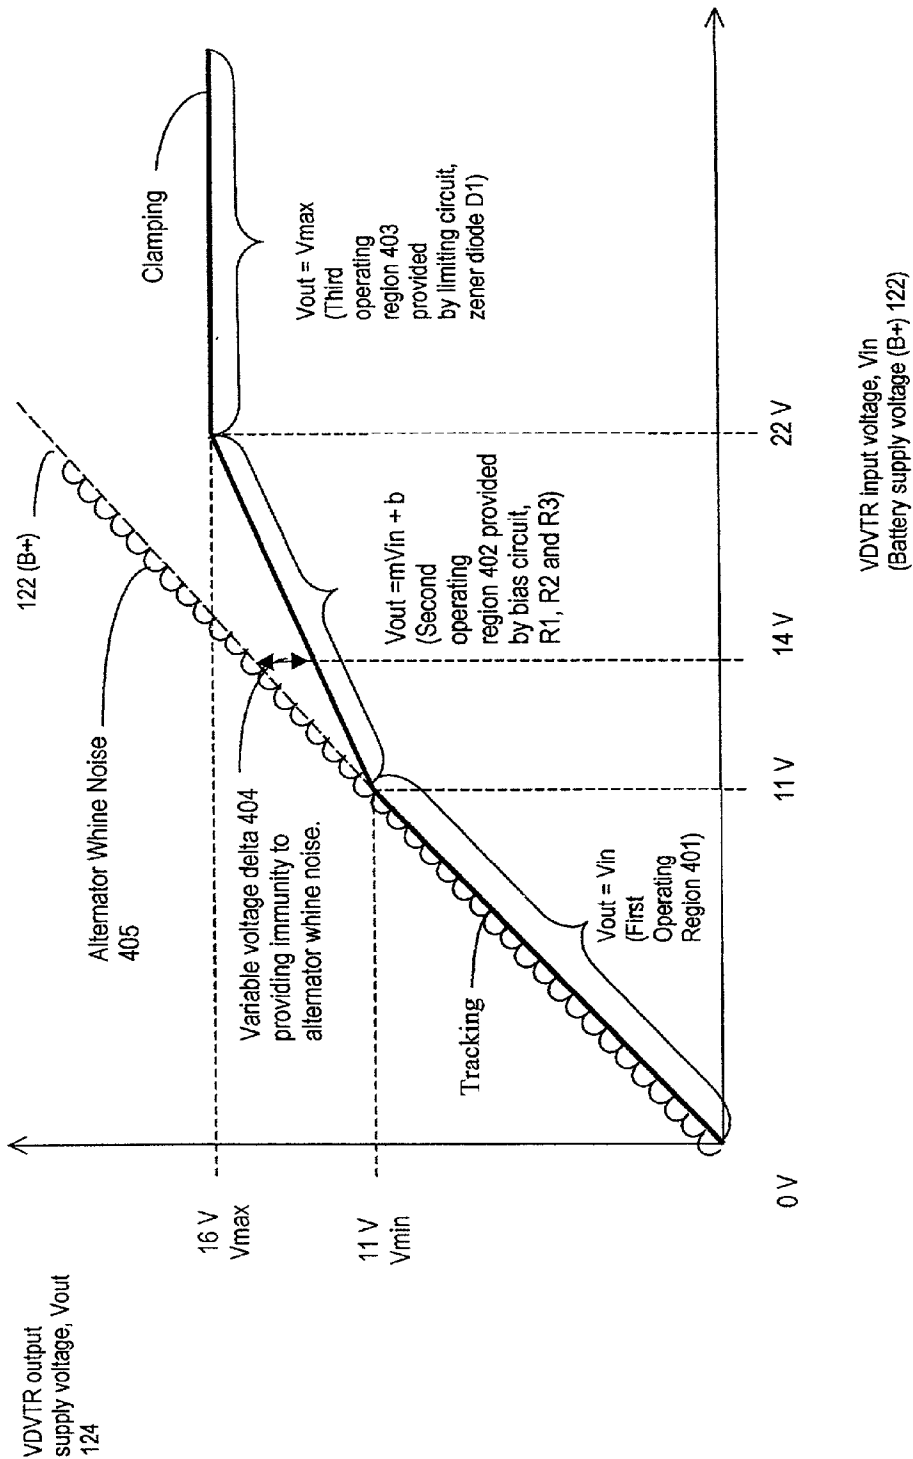 VDVTR output
supply voltage, Vout
124
16 V
Vmax
11 V
Vmin
0 V
122 (B+)
Alternator Whine Noise
405
Variable voltage delta 404
providing immunity to
alternator whine noise.
Tracking
Clamping
Vout = Vin
(First
Operating
Region 401)
Vout =mVin + b
(Second
operating
region 402 provided
by bias circuit,
R1, R2 and R3)
Vout = Vmax
(Third
operating
region 403
provided
by limiting circuit,
zener diode D1)
11 V
14 V
22 V
VDVTR input voltage, Vin
(Battery supply voltage (B+) 122)